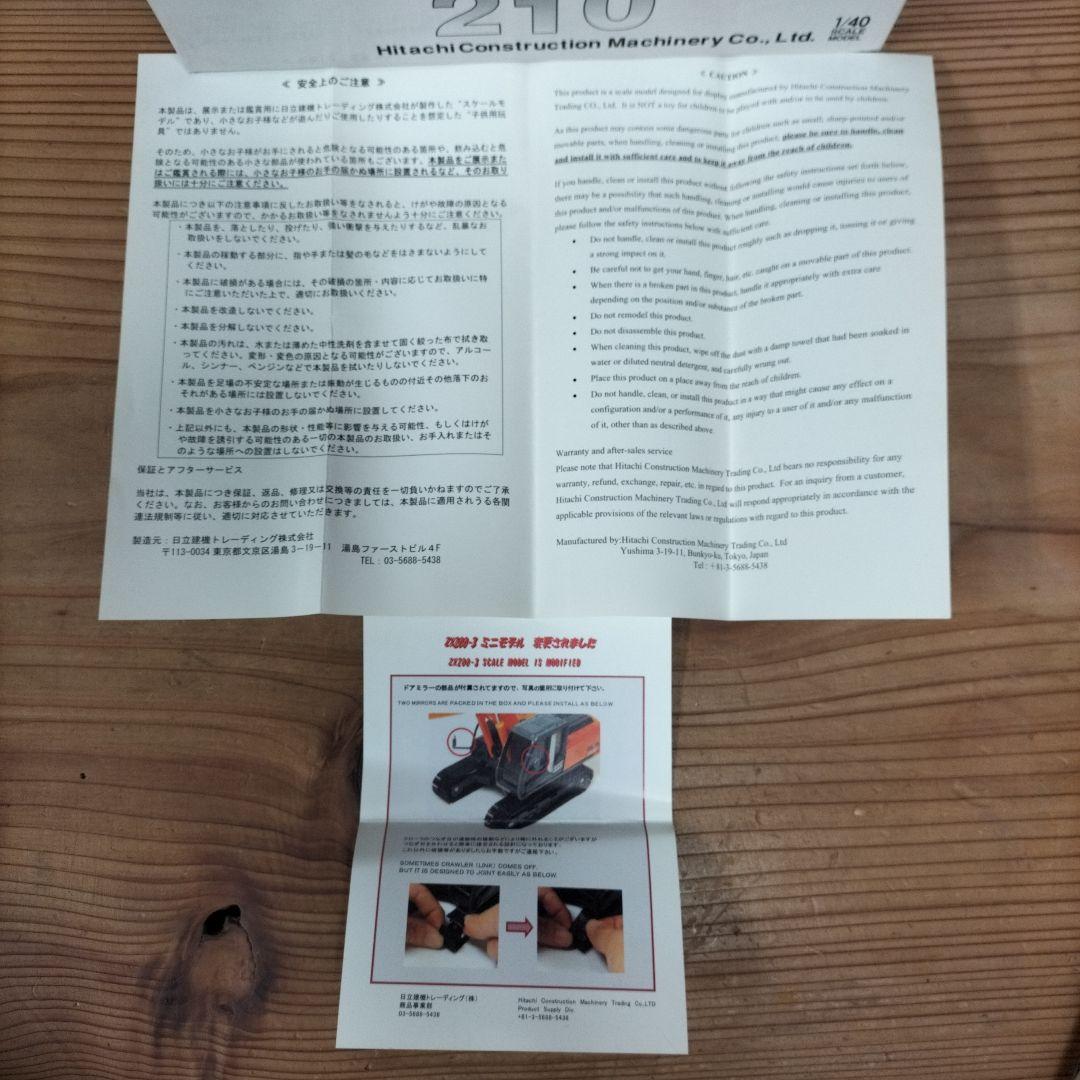 210
1/40
SCALE
MODEL
Hitachi Construction Machinery Co., Ltd.
≪ 安全上のご注意 ≫
本製品は、展示または鑑賞用に日立建機トレーディング株式会社が製作した“スケールモ
デル”であり、小さなお子様などが遊んだりご使用したりすることを想定した“子供用玩
具”ではありません。
そのため、小さなお子様がお手にされると危険となる可能性のある箇所や、飲み込むと危
険となる可能性のある小さな部品が使われている箇所もございます。本製品をご展示また
はご鑑賞される際には、小さなお子様のお手の届かぬ場所に設置されるなど、そのお取り
扱いには十分にご注意ください。
本製品につき以下の注意事項に反したお取扱い等をなされると、けがや故障の原因となる
可能性がございますので、かかるお取扱い等をなされませんよう十分にご注意ください。
・本製品を、落としたり、投げたり、強い衝撃を与えたりするなど、乱暴なお
取扱いをしないでください。
・本製品の稼動する部分に、指や手または髪の毛などをはさまないようにして
ください。
・本製品に破損がある場合には、その破損の箇所・内容に応じてお取扱いに特
にご注意いただいた上で、適切にお取扱いください。
・本製品を改造しないでください。
・本製品を分解しないでください。
・本製品の汚れは、水または薄めた中性洗剤を含ませて固く絞った布で拭き取
ってください。変形・変色の原因となる可能性がございますので、アルコー
ル、シンナー、ベンジンなどで本製品を拭いたりしないでください。
・本製品を足場の不安定な場所または振動が生じるものの付近その他落下のお
それがある場所には設置しないでください。
・本製品を小さなお子様のお手の届かぬ場所に設置してください。
・上記以外にも、本製品の形状・性能等に影響を与える可能性、もしくはけが
や故障を誘引する可能性のある一切の本製品のお取扱い、お手入れまたはそ
のような場所への設置はしないでください。
保証とアフターサービス
当社は、本製品につき保証、返品、修理又は交換等の責任を一切負いかねますのでご了承
ください。なお、お客様からのお問い合わせにつきましては、本製品に適用されうる各関
連法規制等に従い、適切に対応させていただきます。
製造元：日立建機トレーディング株式会社
〒113-0034 東京都文京区湯島3-19-11 湯島ファーストビル4F
TEL：03-5688-5438
≪ CAUTION ≫
This product is a scale model designed for display manufactured by Hitachi Construction Machinery
Trading CO., Ltd. It is NOT a toy for children to be played with and/or to be used by children.
As this product may contain some dangerous parts for children such as small, sharp-pointed and/or
movable parts, when handling, cleaning or installing this product, please be sure to handle, clean
and install it with sufficient care and to keep it away from the reach of children.
If you handle, clean or install this product without following the safety instructions set forth below,
there may be a possibility that such handling, cleaning or installing would cause injuries to users of
this product and/or malfunctions of this product. When handling, cleaning or installing this product,
please follow the safety instructions below with sufficient care.
• Do not handle, clean or install this product roughly such as dropping it, tossing it or giving
a strong impact on it.
• Be careful not to get your hand, finger, hair, etc. caught on a movable part of this product.
• When there is a broken part in this product, handle it appropriately with extra care
depending on the position and/or substance of the broken part.
• Do not remodel this product.
• Do not disassemble this product.
• When cleaning this product, wipe off the dust with a damp towel that had been soaked in
water or diluted neutral detergent, and carefully wrung out.
• Place this product on a place away from the reach of children.
• Do not handle, clean, or install this product in a way that might cause any effect on a
configuration and/or a performance of it, any injury to a user of it and/or any malfunction
of it, other than as described above.
Warranty and after-sales service
Please note that Hitachi Construction Machinery Trading Co., Ltd bears no responsibility for any
warranty, refund, exchange, repair, etc. in regard to this product. For an inquiry from a customer,
Hitachi Construction Machinery Trading Co., Ltd will respond appropriately in accordance with the
applicable provisions of the relevant laws or regulations with regard to this product.
Manufactured by:Hitachi Construction Machinery Trading Co., Ltd
Yushima 3-19-11, Bunkyo-ku, Tokyo, Japan
Tel : +81-3-5688-5438
ZX200-3 ミニモデル 変更されました
ZX200-3 SCALE MODEL IS MODIFIED
ドアミラーの部品が付属されてますので、写真の箇所に取り付けて下さい。
TWO MIRRORS ARE PACKED IN THE BOX AND PLEASE INSTALL AS BELOW
SOMETIMES CRAWLER (LINK) COMES OFF.
BUT IT IS DESIGNED TO JOINT EASILY AS BELOW.
日立建機トレーディング（株）
商品事業部
03-5688-5438
Hitachi Construction Machinery Trading Co.,LTD
Product Supply Div.
+81-3-5688-5438